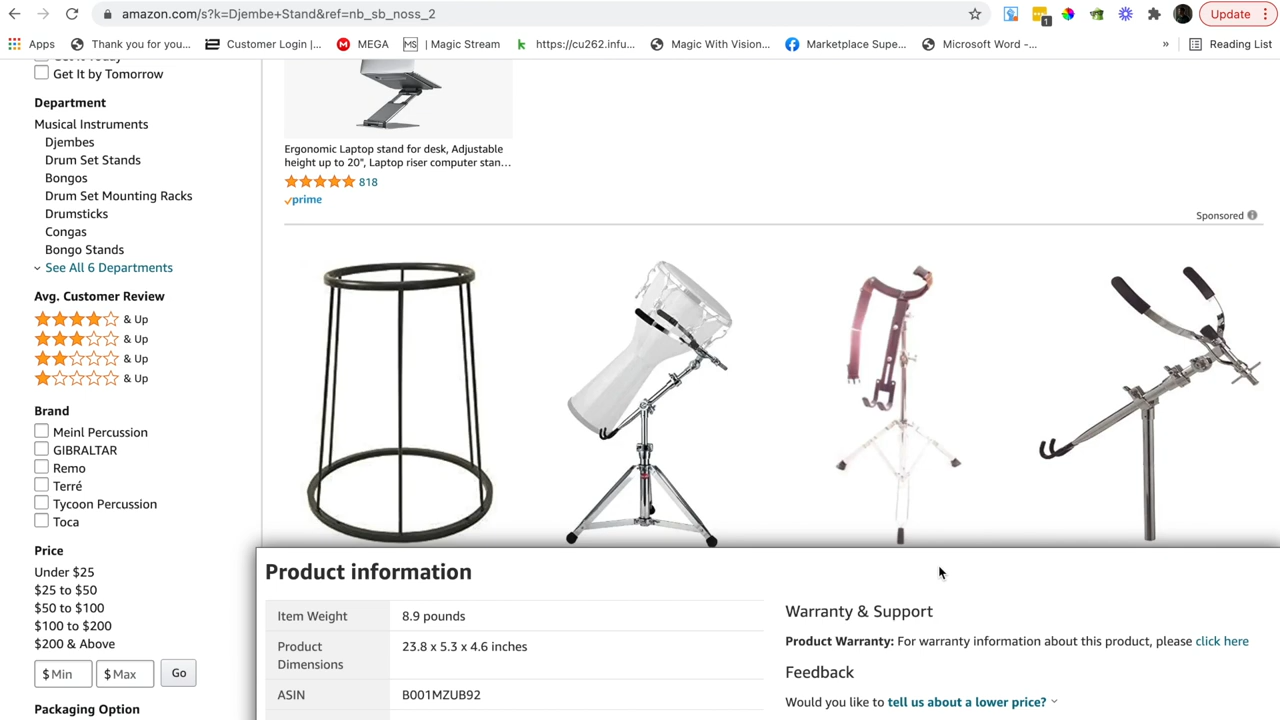 amazon.com/s?k=Djembe+Stand&ref=nb_sb_noss_2
Update
Apps
Thank you for you...
Customer Login |...
MEGA
MS | Magic Stream
https://cu262.infu...
Magic With Vision...
Marketplace Supe...
Microsoft Word -...
»
Reading List
1
Get It by Tomorrow
Department
Musical Instruments
Djembes
Drum Set Stands
Bongos
Drum Set Mounting Racks
Drumsticks
Congas
Bongo Stands
See All 6 Departments
Avg. Customer Review
& Up
& Up
& Up
& Up
Brand
Meinl Percussion
GIBRALTAR
Remo
Terré
Tycoon Percussion
Toca
Price
Under $25
$25 to $50
$50 to $100
$100 to $200
$200 & Above
$ Min
$ Max
Go
Packaging Option
Ergonomic Laptop stand for desk, Adjustable
height up to 20", Laptop riser computer stan...
818
prime
Sponsored
Product information
Item Weight 8.9 pounds
Product
Dimensions
23.8 x 5.3 x 4.6 inches
ASIN B001MZUB92
Warranty & Support
Product Warranty: For warranty information about this product, please click here
Feedback
Would you like to tell us about a lower price?